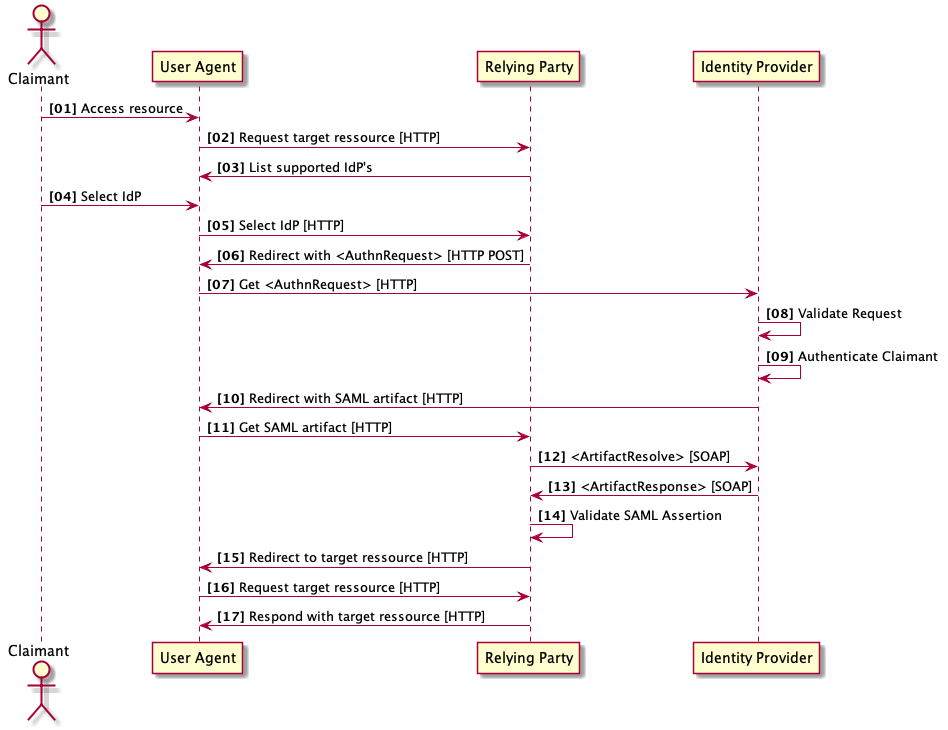 Claimant
User Agent
Relying Party
Identity Provider
[01] Access resource
[02] Request target ressource [HTTP]
[03] List supported IdP's
[04] Select IdP
[05] Select IdP [HTTP]
[06] Redirect with <AuthnRequest> [HTTP POST]
[07] Get <AuthnRequest> [HTTP]
[08] Validate Request
[09] Authenticate Claimant
[10] Redirect with SAML artifact [HTTP]
[11] Get SAML artifact [HTTP]
[12] <ArtifactResolve> [SOAP]
[13] <ArtifactResponse> [SOAP]
[14] Validate SAML Assertion
[15] Redirect to target ressource [HTTP]
[16] Request target ressource [HTTP]
[17] Respond with target ressource [HTTP]
Claimant
User Agent
Relying Party
Identity Provider